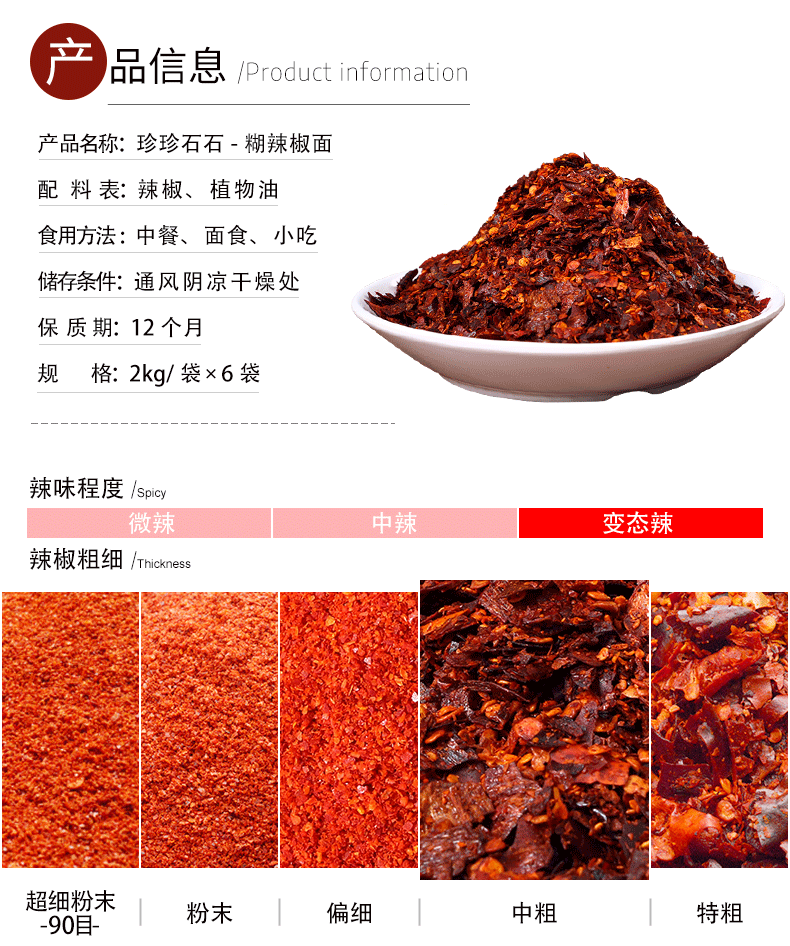 产品信息 /Product information
产品名称：珍珍石石 - 糊辣椒面
配 料 表：辣椒、植物油
食用方法：中餐、面食、小吃
储存条件：通风阴凉干燥处
保 质 期：12 个月
规 格：2kg/ 袋 × 6 袋
辣味程度 /Spicy
微辣 中辣 变态辣
辣椒粗细 /Thickness
超细粉末 | 粉末 | 偏细 | 中粗 | 特粗
-90目-